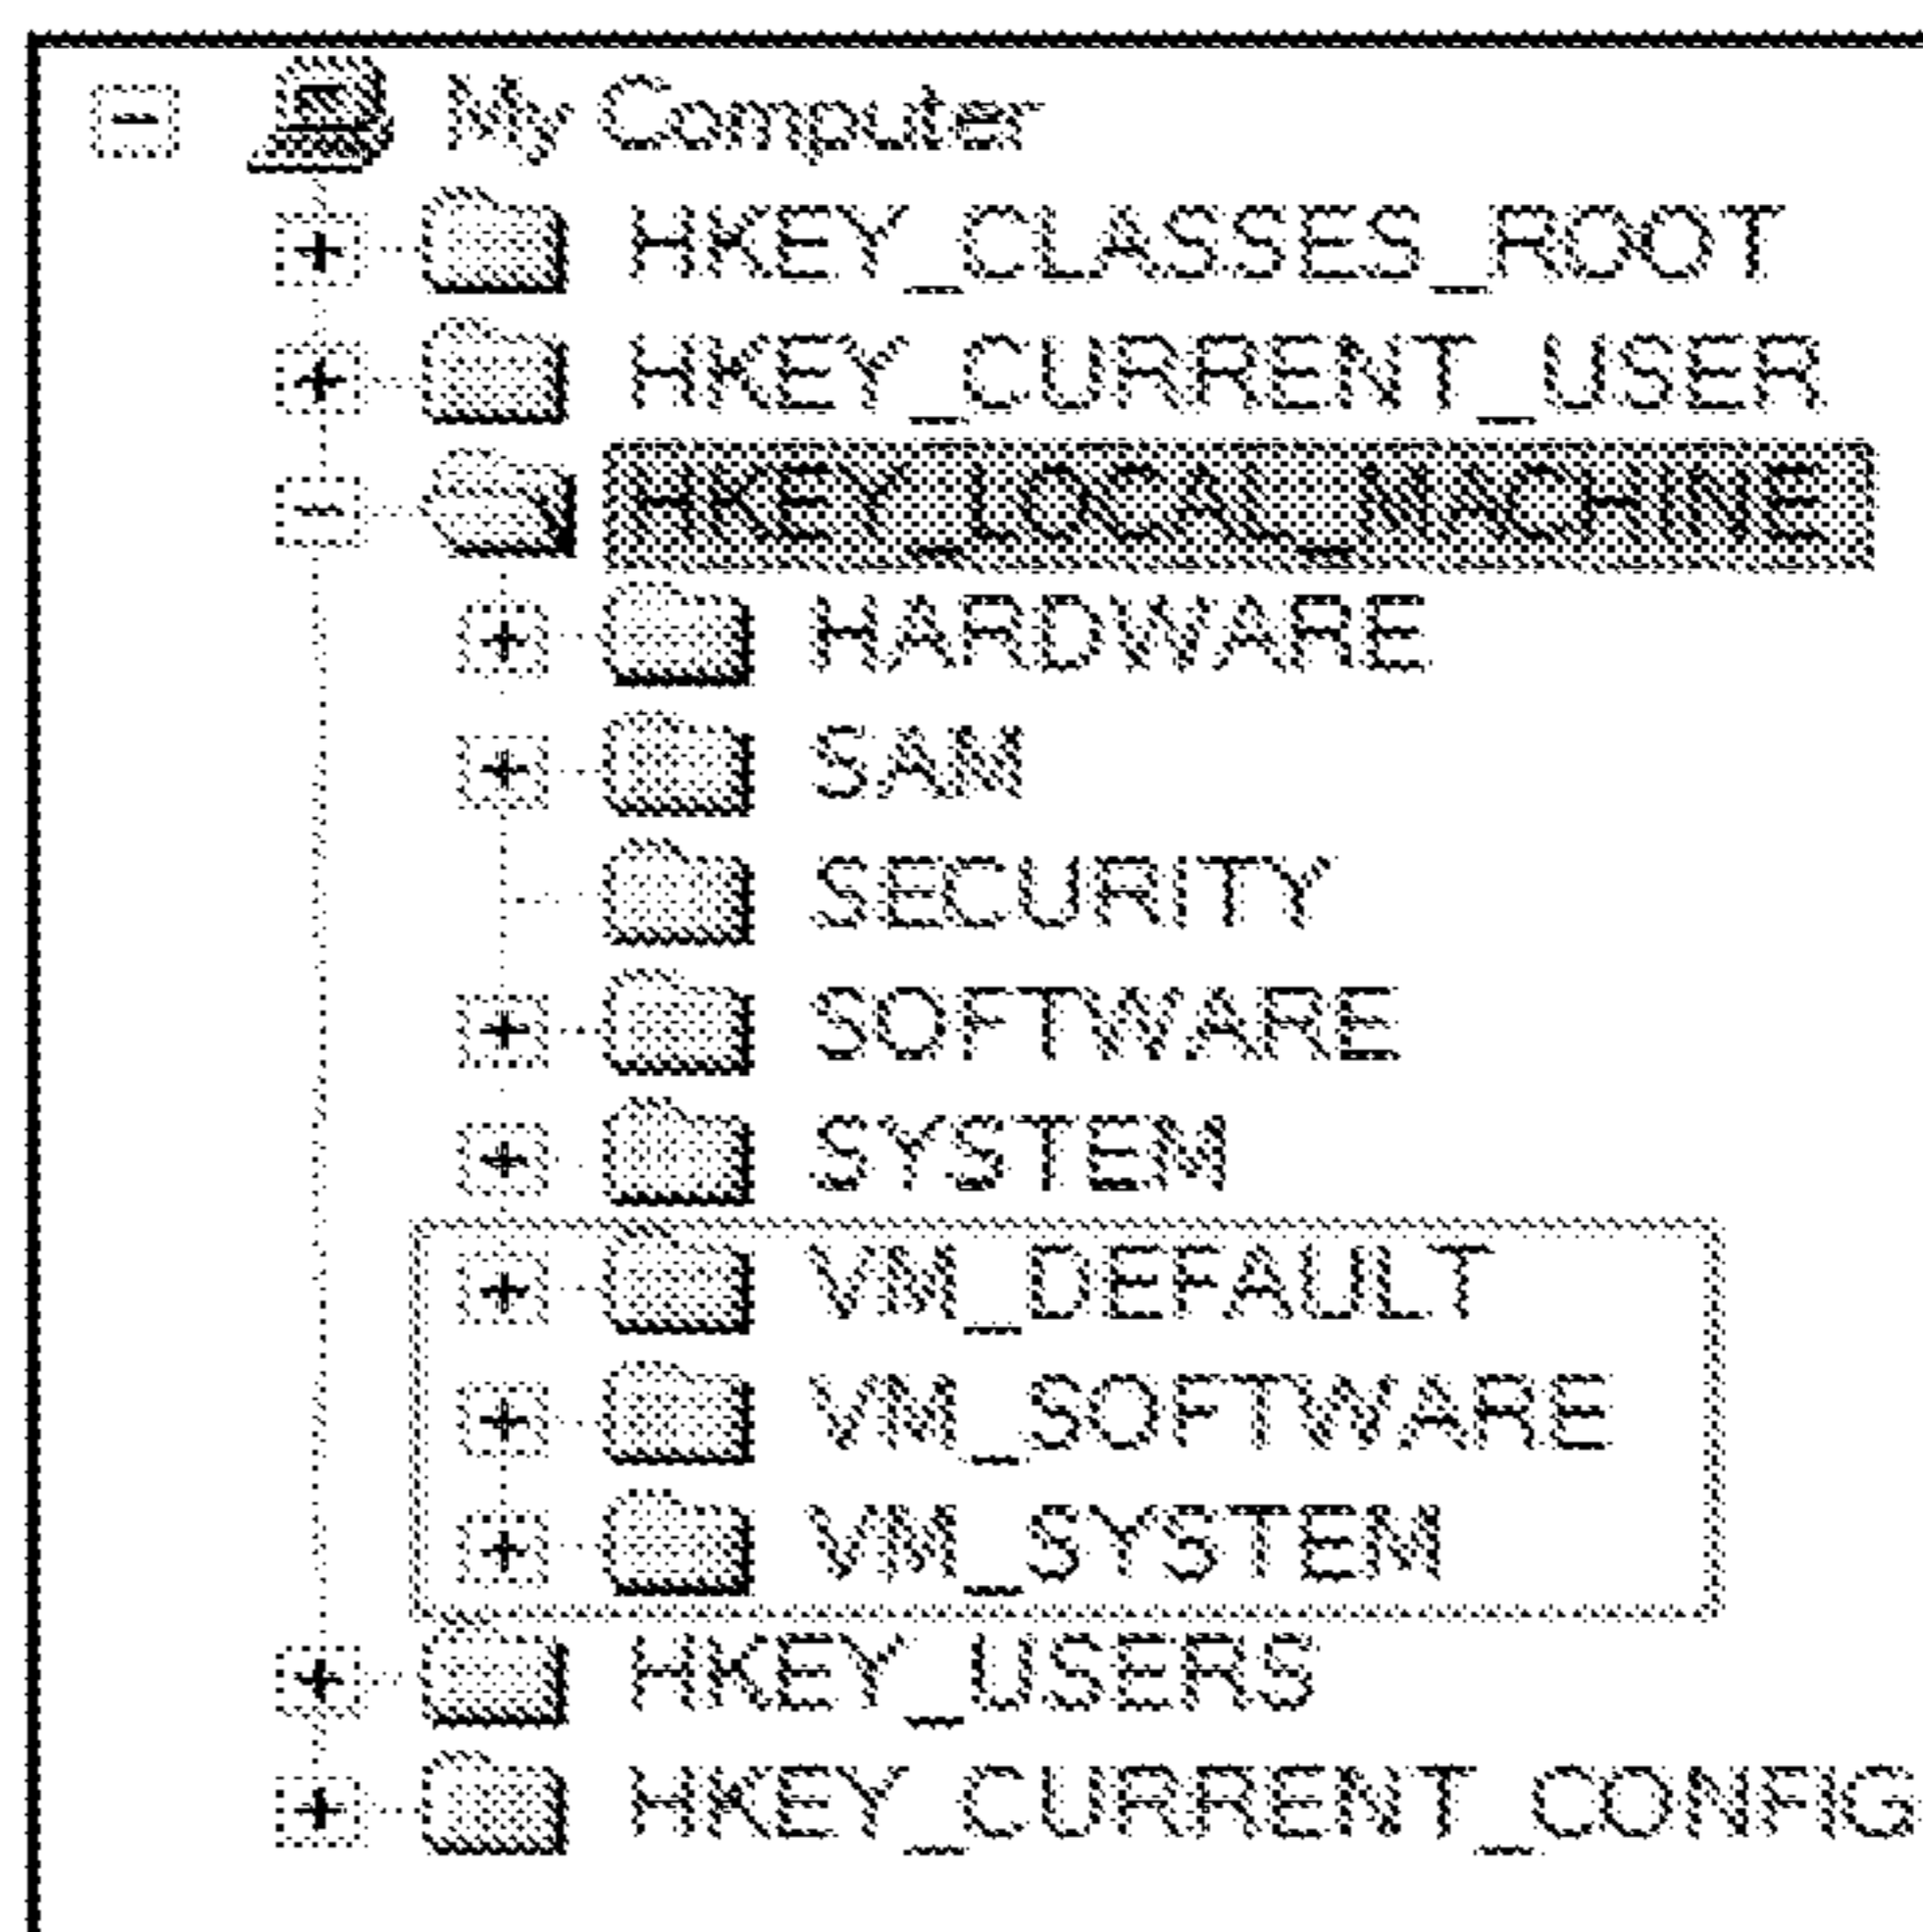 My Computer
HKEY_CLASSES_ROOT
HKEY_CURRENT_USER
HKEY_LOCAL_MACHINE
HARDWARE
SAM
SECURITY
SOFTWARE
SYSTEM
VM_DEFAULT
VM_SOFTWARE
VM_SYSTEM
HKEY_USERS
HKEY_CURRENT_CONFIG